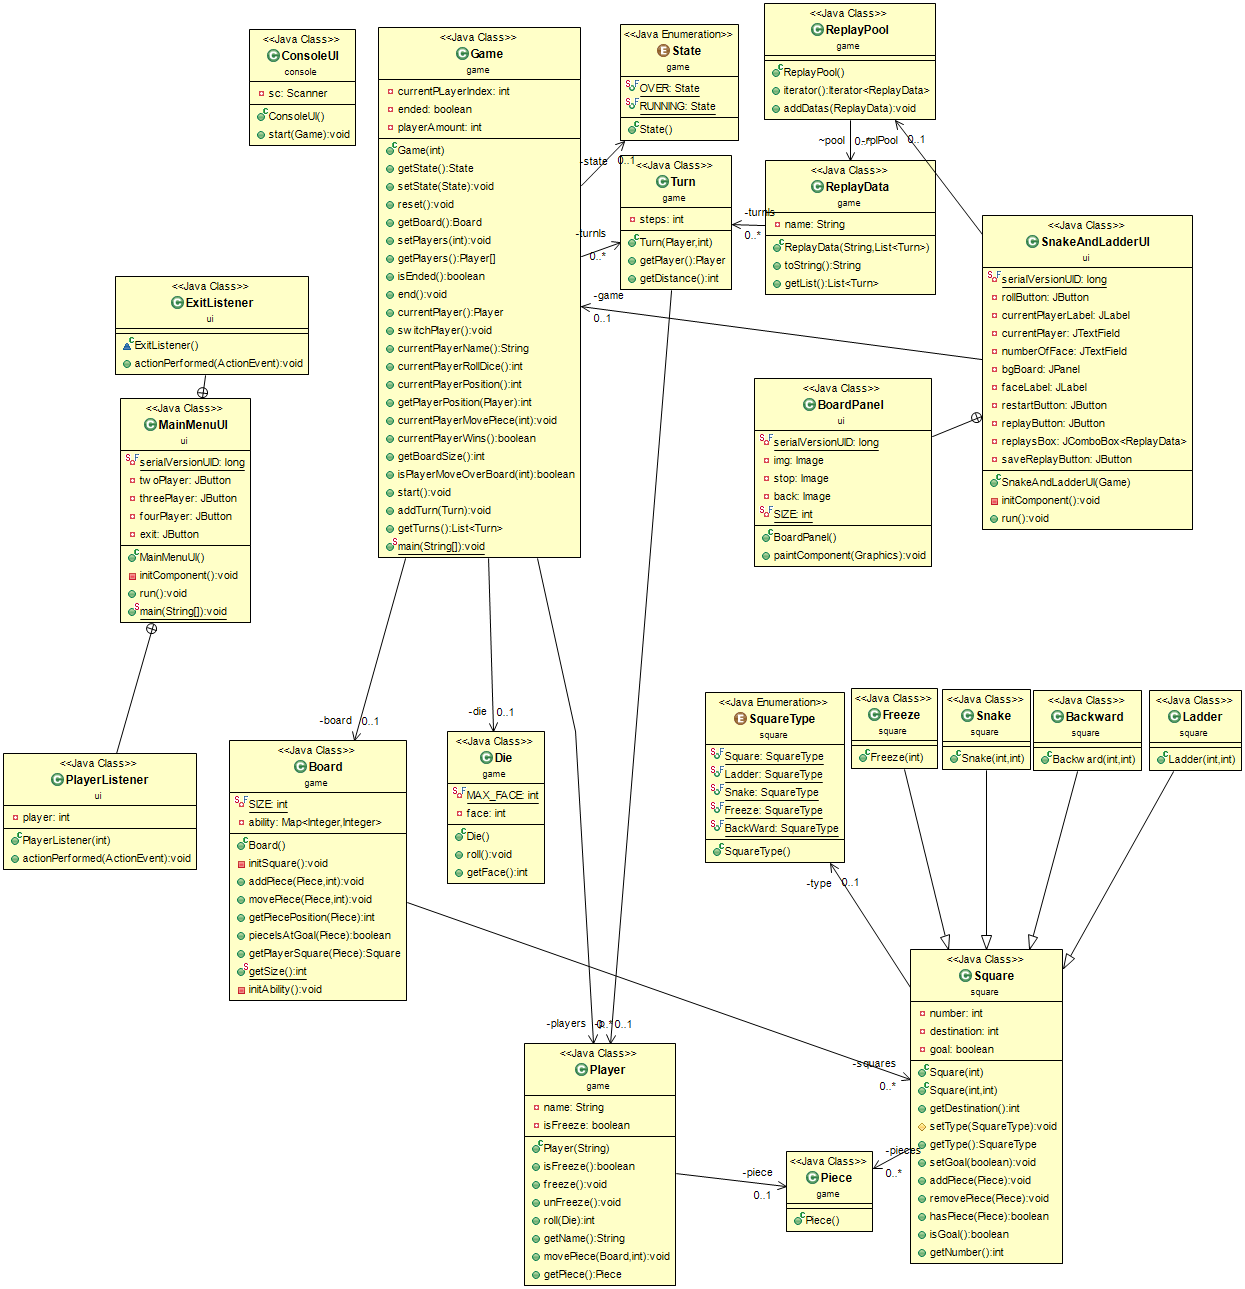 <<Java Class>>
ConsoleUI
console
sc: Scanner
ConsoleUI()
start(Game):void
<<Java Class>>
Game
game
currentPLayerIndex: int
ended: boolean
playerAmount: int
Game(int)
getState():State
setState(State):void
reset():void
getBoard():Board
setPlayers(int):void
getPlayers():Player[]
isEnded():boolean
end():void
currentPlayer():Player
switchPlayer():void
currentPlayerName():String
currentPlayerRollDice():int
currentPlayerPosition():int
getPlayerPosition(Player):int
currentPlayerMovePiece(int):void
currentPlayerWins():boolean
getBoardSize():int
isPlayerMoveOverBoard(int):boolean
start():void
addTurn(Turn):void
getTurns():List<Turn>
main(String[]):void
<<Java Enumeration>>
State
game
OVER: State
RUNNING: State
State()
-state
0..1
<<Java Class>>
Turn
game
steps: int
Turn(Player,int)
getPlayer():Player
getDistance():int
-turnls
0..*
<<Java Class>>
ReplayPool
game
ReplayPool()
iterator():Iterator<ReplayData>
addDatas(ReplayData):void
~pool
0..*
-rplPool
0..1
<<Java Class>>
ReplayData
game
name: String
ReplayData(String,List<Turn>)
toString():String
getList():List<Turn>
-turnls
0..*
-game
0..1
<<Java Class>>
SnakeAndLadderUI
ui
serialVersionUID: long
rollButton: JButton
currentPlayerLabel: JLabel
currentPlayer: JTextField
numberOfFace: JTextField
bgBoard: JPanel
faceLabel: JLabel
restartButton: JButton
replayButton: JButton
replaysBox: JComboBox<ReplayData>
saveReplayButton: JButton
SnakeAndLadderUI(Game)
initComponent():void
run():void
<<Java Class>>
ExitListener
ui
ExitListener()
actionPerformed(ActionEvent):void
<<Java Class>>
MainMenuUI
ui
serialVersionUID: long
twoPlayer: JButton
threePlayer: JButton
fourPlayer: JButton
exit: JButton
MainMenuUI()
initComponent():void
run():void
main(String[]):void
<<Java Class>>
BoardPanel
ui
serialVersionUID: long
img: Image
stop: Image
back: Image
SIZE: int
BoardPanel()
paintComponent(Graphics):void
<<Java Class>>
PlayerListener
ui
player: int
PlayerListener(int)
actionPerformed(ActionEvent):void
-board
0..1
<<Java Class>>
Board
game
SIZE: int
ability: Map<Integer,Integer>
Board()
initSquare():void
addPiece(Piece,int):void
movePiece(Piece,int):void
getPiecePosition(Piece):int
pieceIsAtGoal(Piece):boolean
getPlayerSquare(Piece):Square
getSize():int
initAbility():void
-die
0..1
<<Java Class>>
Die
game
MAX_FACE: int
face: int
Die()
roll():void
getFace():int
<<Java Enumeration>>
SquareType
square
Square: SquareType
Ladder: SquareType
Snake: SquareType
Freeze: SquareType
BackWard: SquareType
SquareType()
<<Java Class>>
Freeze
square
Freeze(int)
<<Java Class>>
Snake
square
Snake(int,int)
<<Java Class>>
Backward
square
Backward(int,int)
<<Java Class>>
Ladder
square
Ladder(int,int)
-type
0..1
<<Java Class>>
Square
square
number: int
destination: int
goal: boolean
Square(int)
Square(int,int)
getDestination():int
setType(SquareType):void
getType():SquareType
setGoal(boolean):void
addPiece(Piece):void
removePiece(Piece):void
hasPiece(Piece):boolean
isGoal():boolean
getNumber():int
-squares
0..*
-players
0..*
0..1
<<Java Class>>
Player
game
name: String
isFreeze: boolean
Player(String)
isFreeze():boolean
freeze():void
unFreeze():void
roll(Die):int
getName():String
movePiece(Board,int):void
getPiece():Piece
-piece
0..1
<<Java Class>>
Piece
game
Piece()
-pieces
0..*